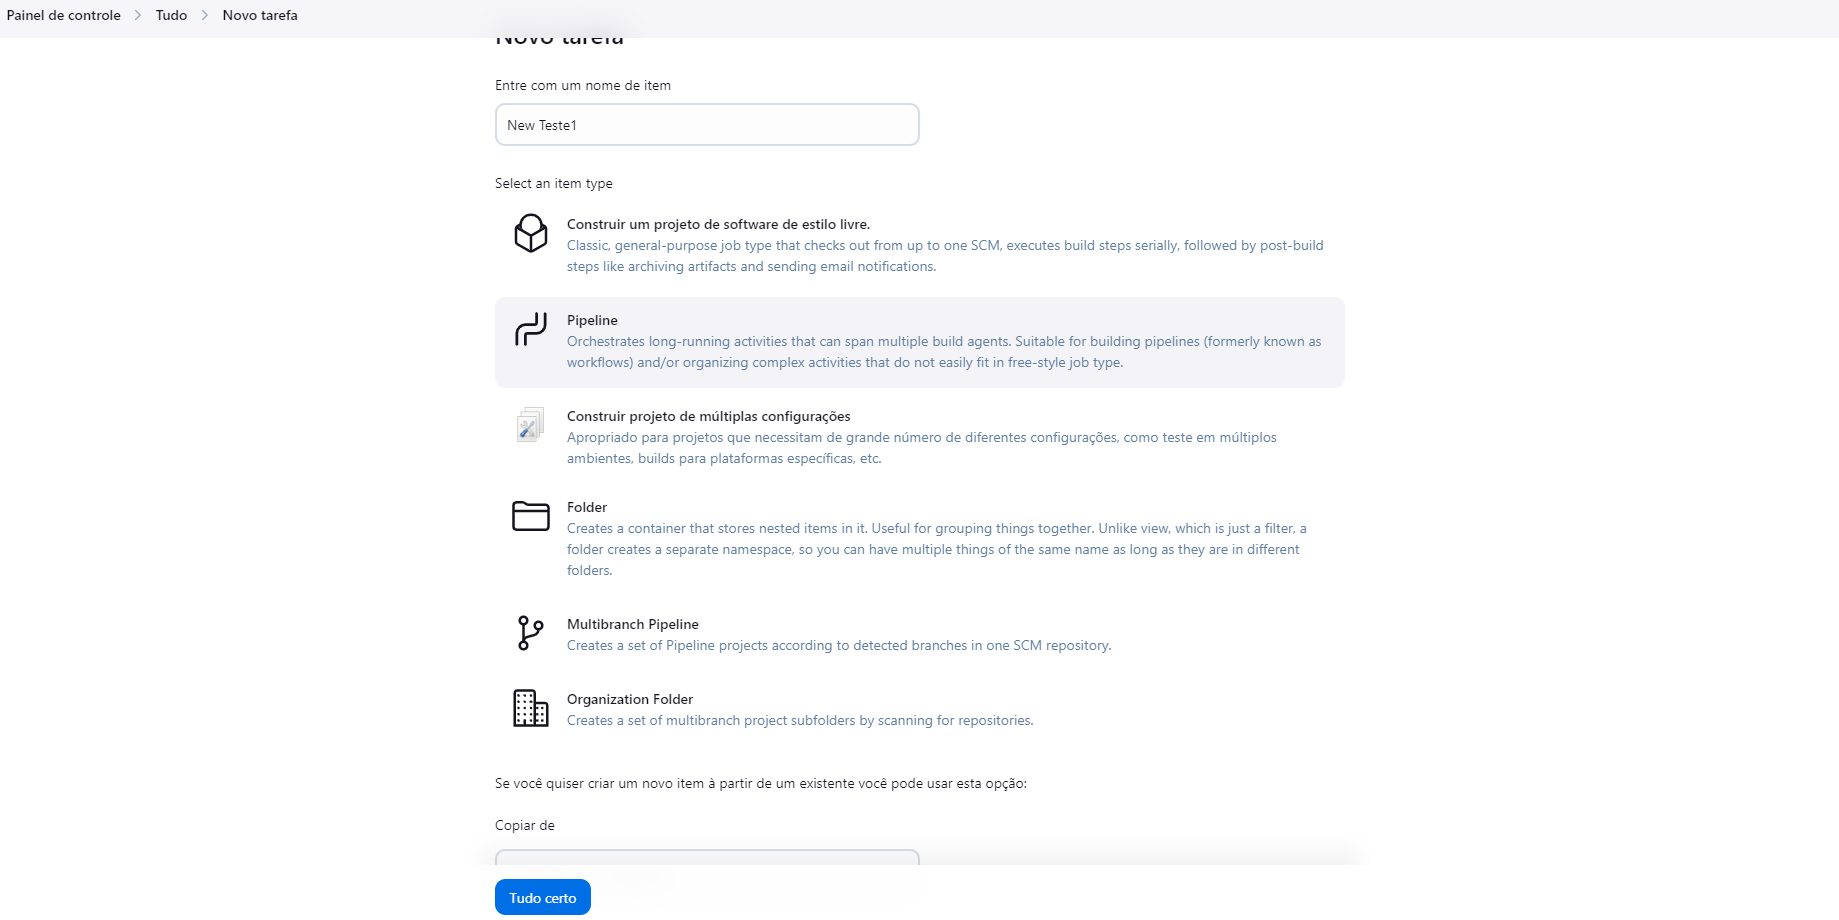 Painel de controle
Tudo
Novo tarefa
Novo tarefa
Entre com um nome de item
New Teste1
Select an item type
Construir um projeto de software de estilo livre.
Classic, general-purpose job type that checks out from up to one SCM, executes build steps serially, followed by post-build
steps like archiving artifacts and sending email notifications.
Pipeline
Orchestrates long-running activities that can span multiple build agents. Suitable for building pipelines (formerly known as
workflows) and/or organizing complex activities that do not easily fit in free-style job type.
Construir projeto de múltiplas configurações
Apropriado para projetos que necessitam de grande número de diferentes configurações, como teste em múltiplos
ambientes, builds para plataformas específicas, etc.
Folder
Creates a container that stores nested items in it. Useful for grouping things together. Unlike view, which is just a filter, a
folder creates a separate namespace, so you can have multiple things of the same name as long as they are in different
folders.
Multibranch Pipeline
Creates a set of Pipeline projects according to detected branches in one SCM repository.
Organization Folder
Creates a set of multibranch project subfolders by scanning for repositories.
Se você quiser criar um novo item à partir de um existente você pode usar esta opção:
Copiar de
Tudo certo